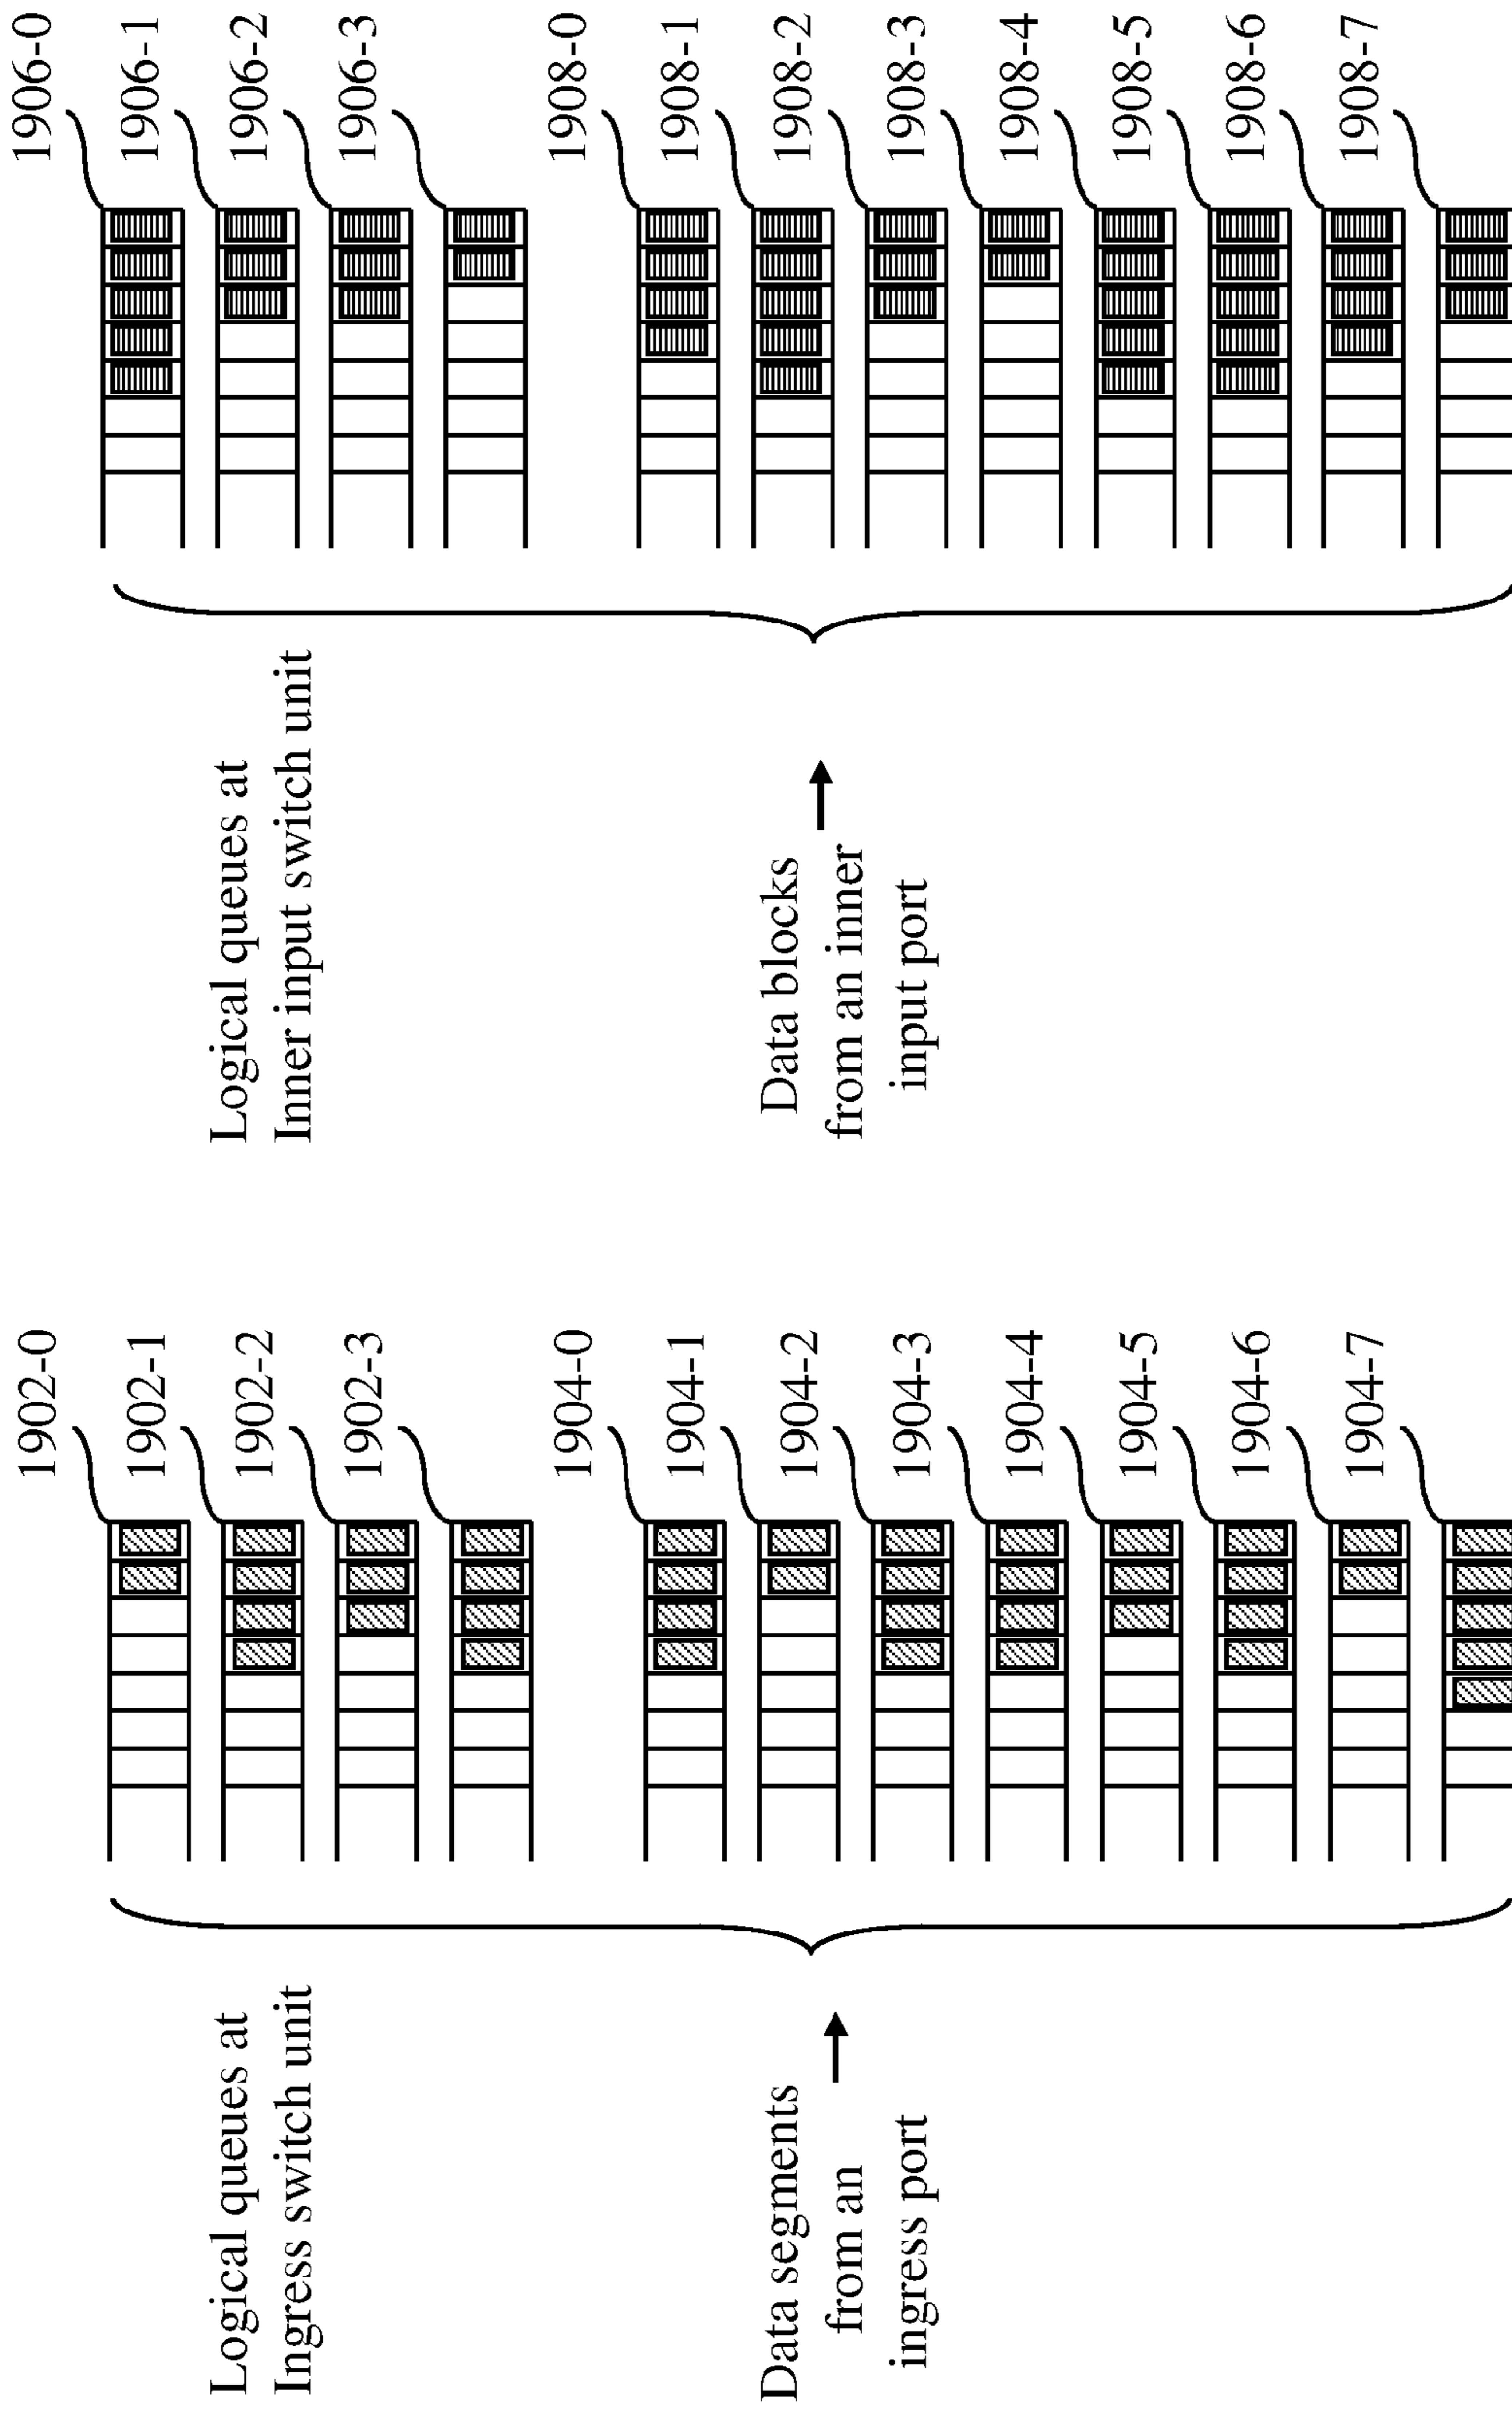 Logical queues at
Ingress switch unit
Data segments
from an
ingress port
1902-0
1902-1
1902-2
1902-3
1904-0
1904-1
1904-2
1904-3
1904-4
1904-5
1904-6
1904-7
Logical queues at
Inner input switch unit
Data blocks
from an inner
input port
1906-0
1906-1
1906-2
1906-3
1908-0
1908-1
1908-2
1908-3
1908-4
1908-5
1908-6
1908-7